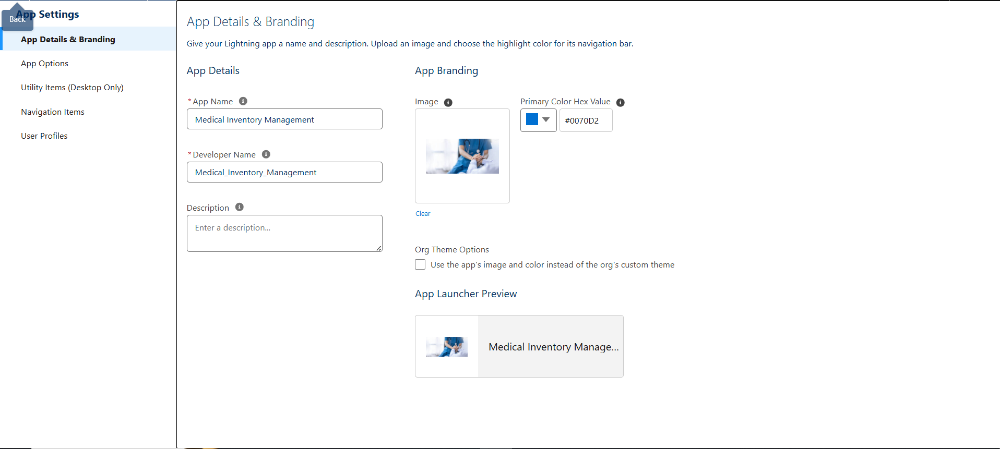 Back
App Settings
App Details & Branding
App Options
Utility Items (Desktop Only)
Navigation Items
User Profiles
App Details & Branding
Give your Lightning app a name and description. Upload an image and choose the highlight color for its navigation bar.
App Details
* App Name
Medical Inventory Management
* Developer Name
Medical_Inventory_Management
Description
Enter a description...
App Branding
Image
Clear
Primary Color Hex Value
#0070D2
Org Theme Options
Use the app's image and color instead of the org's custom theme
App Launcher Preview
Medical Inventory Manage...